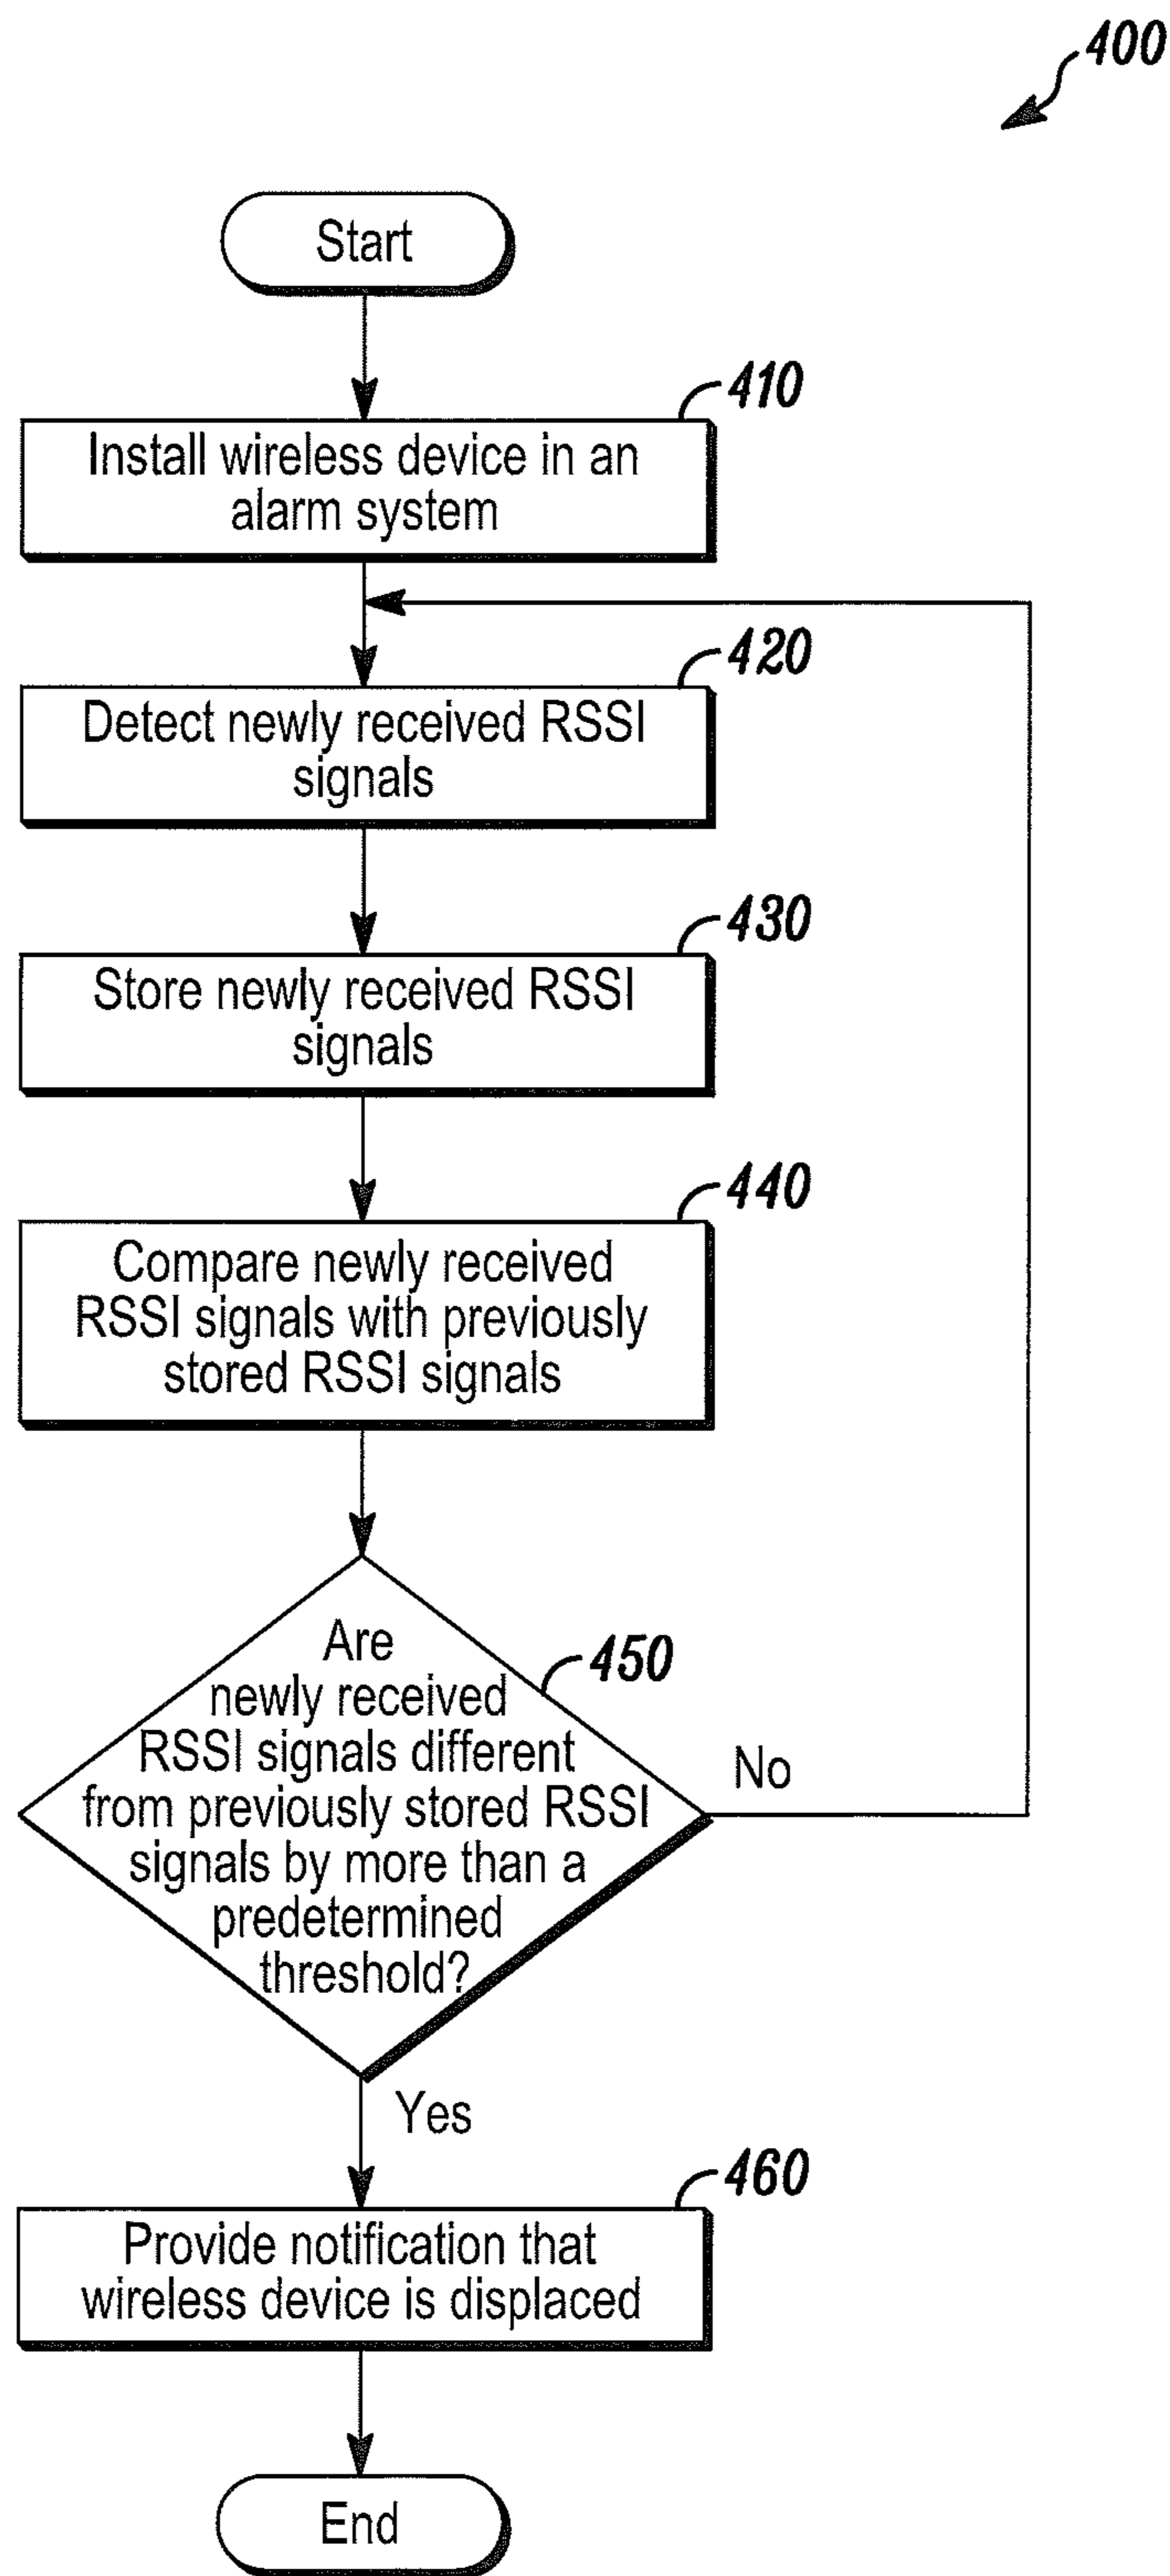 400
Start
410
Install wireless device in an
alarm system
420
Detect newly received RSSI
signals
430
Store newly received RSSI
signals
440
Compare newly received
RSSI signals with previously
stored RSSI signals
Are
newly received
RSSI signals different
from previously stored RSSI
signals by more than a
predetermined
threshold?
450
No
Yes
460
Provide notification that
wireless device is displaced
End